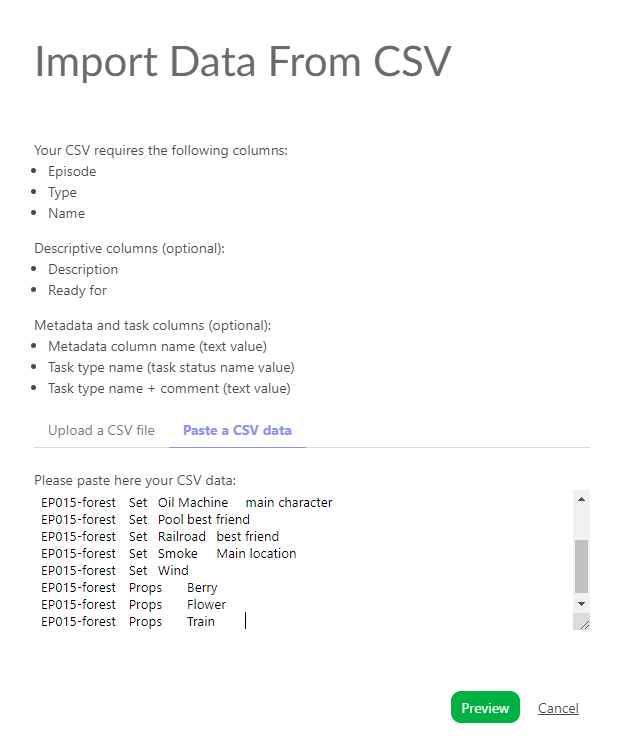 Import Data From CSV
Your CSV requires the following columns:
Episode
Type
Name
Descriptive columns (optional):
Description
Ready for
Metadata and task columns (optional):
Metadata column name (text value)
Task type name (task status name value)
Task type name + comment (text value)
Upload a CSV file Paste a CSV data
Please paste here your CSV data:
EP015-forest Set Oil Machine main character
EP015-forest Set Pool best friend
EP015-forest Set Railroad best friend
EP015-forest Set Smoke Main location
EP015-forest Set Wind
EP015-forest Props Berry
EP015-forest Props Flower
EP015-forest Props Train
Preview Cancel